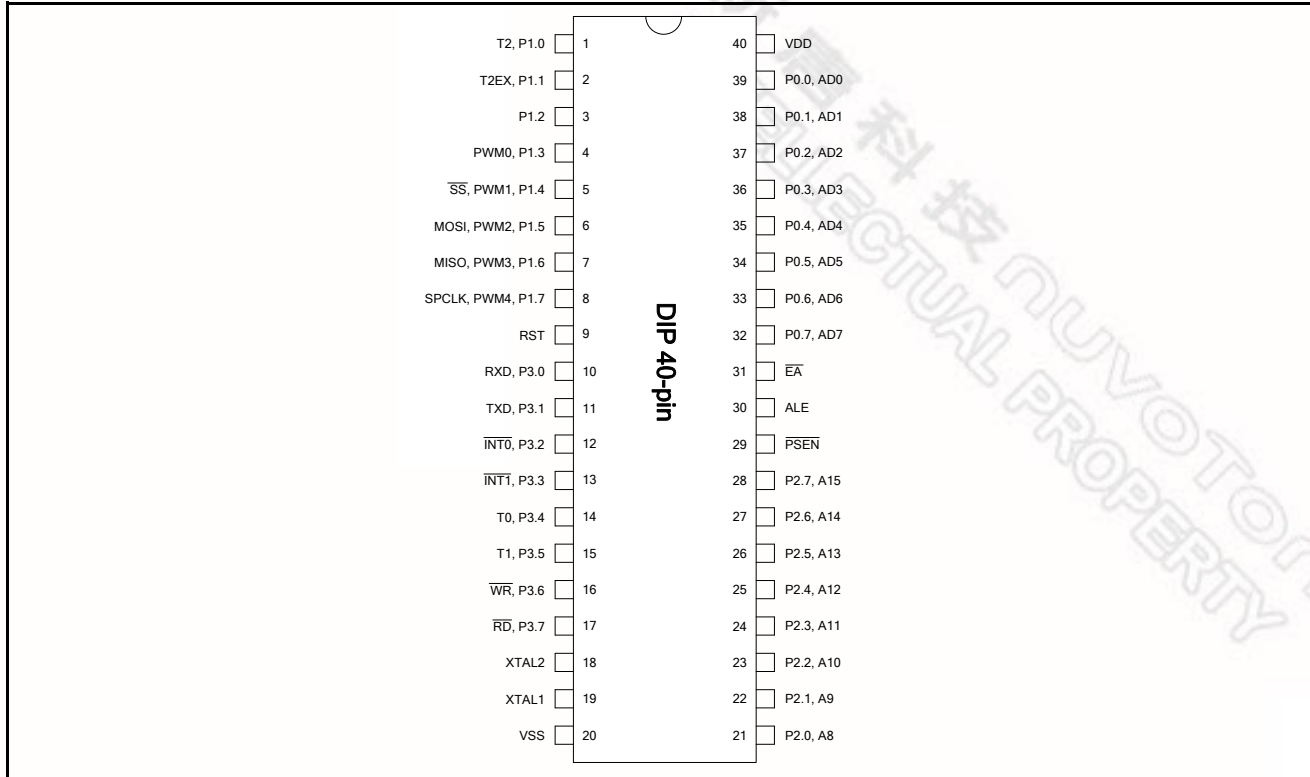 T2, P1.0 1 40 VDD
T2EX, P1.1 2 39 P0.0, AD0
P1.2 3 38 P0.1, AD1
PWM0, P1.3 4 37 P0.2, AD2
S̅S̅, PWM1, P1.4 5 36 P0.3, AD3
MOSI, PWM2, P1.5 6 35 P0.4, AD4
MISO, PWM3, P1.6 7 34 P0.5, AD5
SPCLK, PWM4, P1.7 8 33 P0.6, AD6
RST 9 32 P0.7, AD7
RXD, P3.0 10 31 E̅A̅
TXD, P3.1 11 30 ALE
I̅N̅T̅0̅, P3.2 12 29 P̅S̅E̅N̅
I̅N̅T̅1̅, P3.3 13 28 P2.7, A15
T0, P3.4 14 27 P2.6, A14
T1, P3.5 15 26 P2.5, A13
W̅R̅, P3.6 16 25 P2.4, A12
R̅D̅, P3.7 17 24 P2.3, A11
XTAL2 18 23 P2.2, A10
XTAL1 19 22 P2.1, A9
VSS 20 21 P2.0, A8
DIP 40-pin
唐科技 nuvoTon
PROPERTY